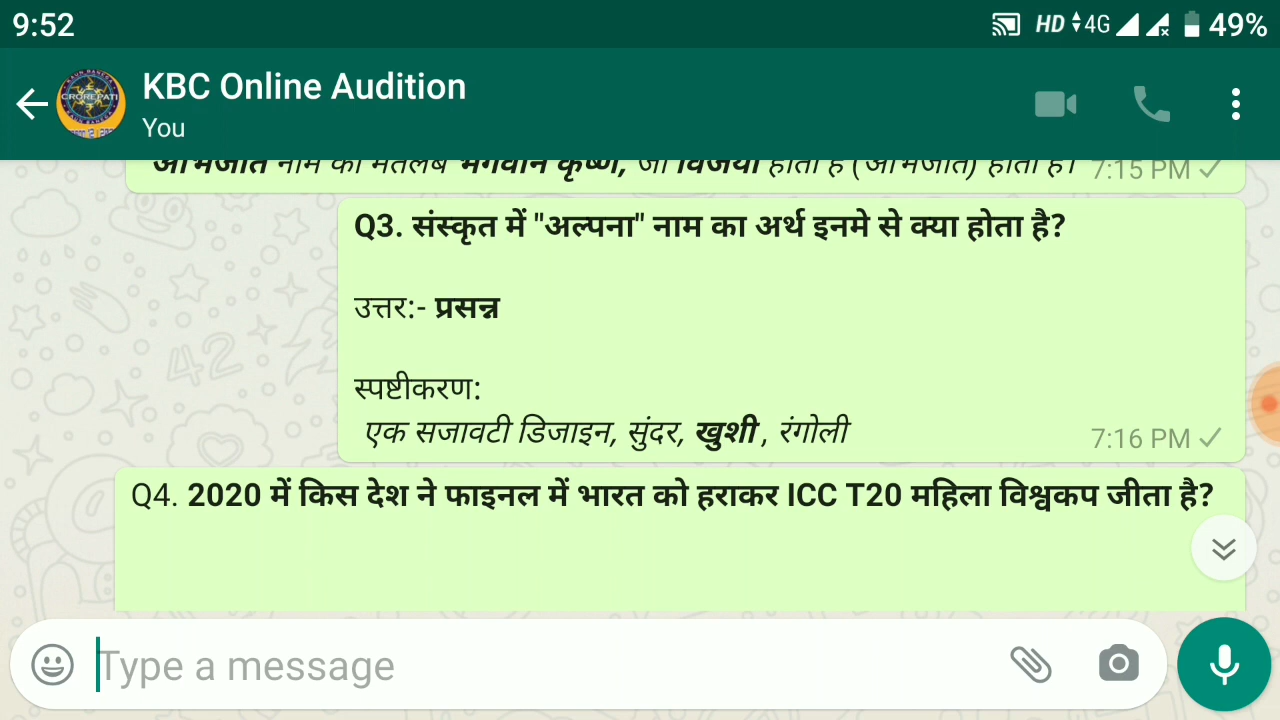 9:52 HD 4G 49%
KBC Online Audition
You
7:15 PM
Q3. संस्कृत में "अल्पना" नाम का अर्थ इनमे से क्या होता है?
उत्तर:- प्रसन्न
स्पष्टीकरण:
एक सजावटी डिजाइन, सुंदर, खुशी, रंगोली
7:16 PM
Q4. 2020 में किस देश ने फाइनल में भारत को हराकर ICC T20 महिला विश्वकप जीता है?
Type a message